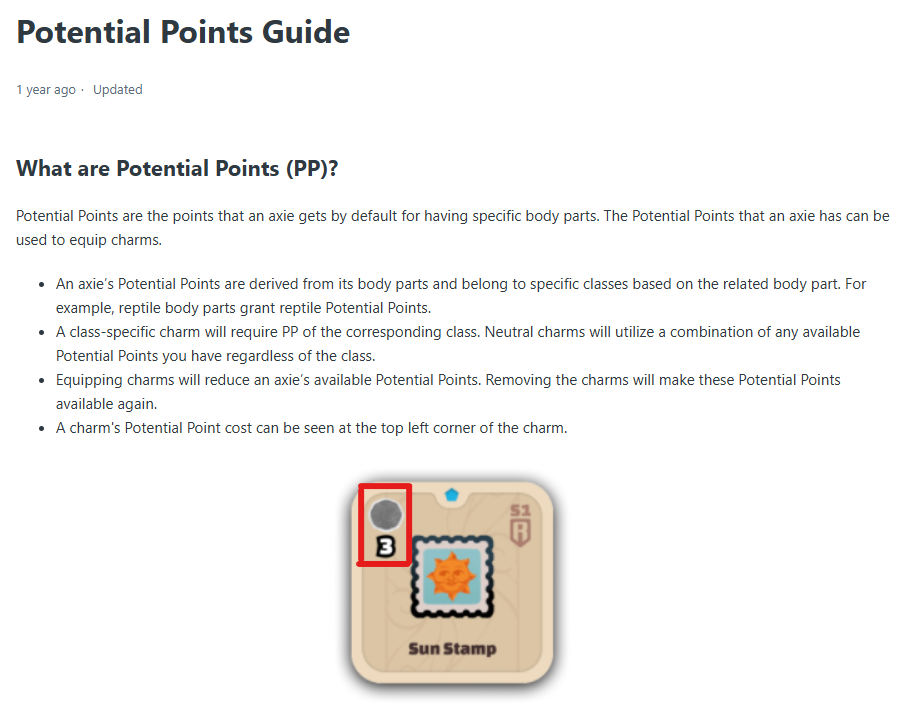 Potential Points Guide
1 year ago · Updated
What are Potential Points (PP)?
Potential Points are the points that an axie gets by default for having specific body parts. The Potential Points that an axie has can be
used to equip charms.
• An axie's Potential Points are derived from its body parts and belong to specific classes based on the related body part. For
example, reptile body parts grant reptile Potential Points.
• A class-specific charm will require PP of the corresponding class. Neutral charms will utilize a combination of any available
Potential Points you have regardless of the class.
• Equipping charms will reduce an axie's available Potential Points. Removing the charms will make these Potential Points
available again.
• A charm's Potential Point cost can be seen at the top left corner of the charm.
S1
R
3
Sun Stamp